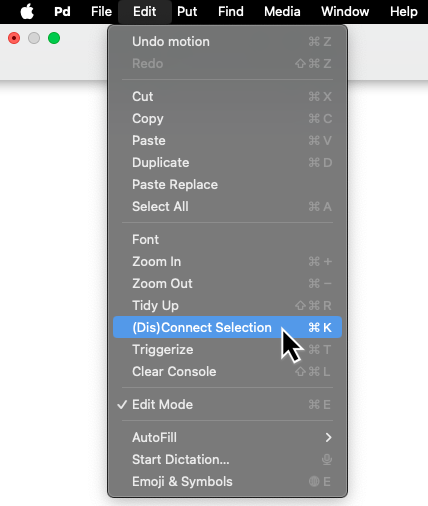 Pd File Edit Put Find Media Window Help
Undo motion ⌘Z
Redo ⇧⌘Z
Cut ⌘X
Copy ⌘C
Paste ⌘V
Duplicate ⌘D
Paste Replace
Select All ⌘A
Font
Zoom In ⌘+
Zoom Out ⌘−
Tidy Up ⇧⌘R
(Dis)Connect Selection ⌘K
Triggerize ⌘T
Clear Console ⇧⌘L
✓ Edit Mode ⌘E
AutoFill >
Start Dictation...
Emoji & Symbols E